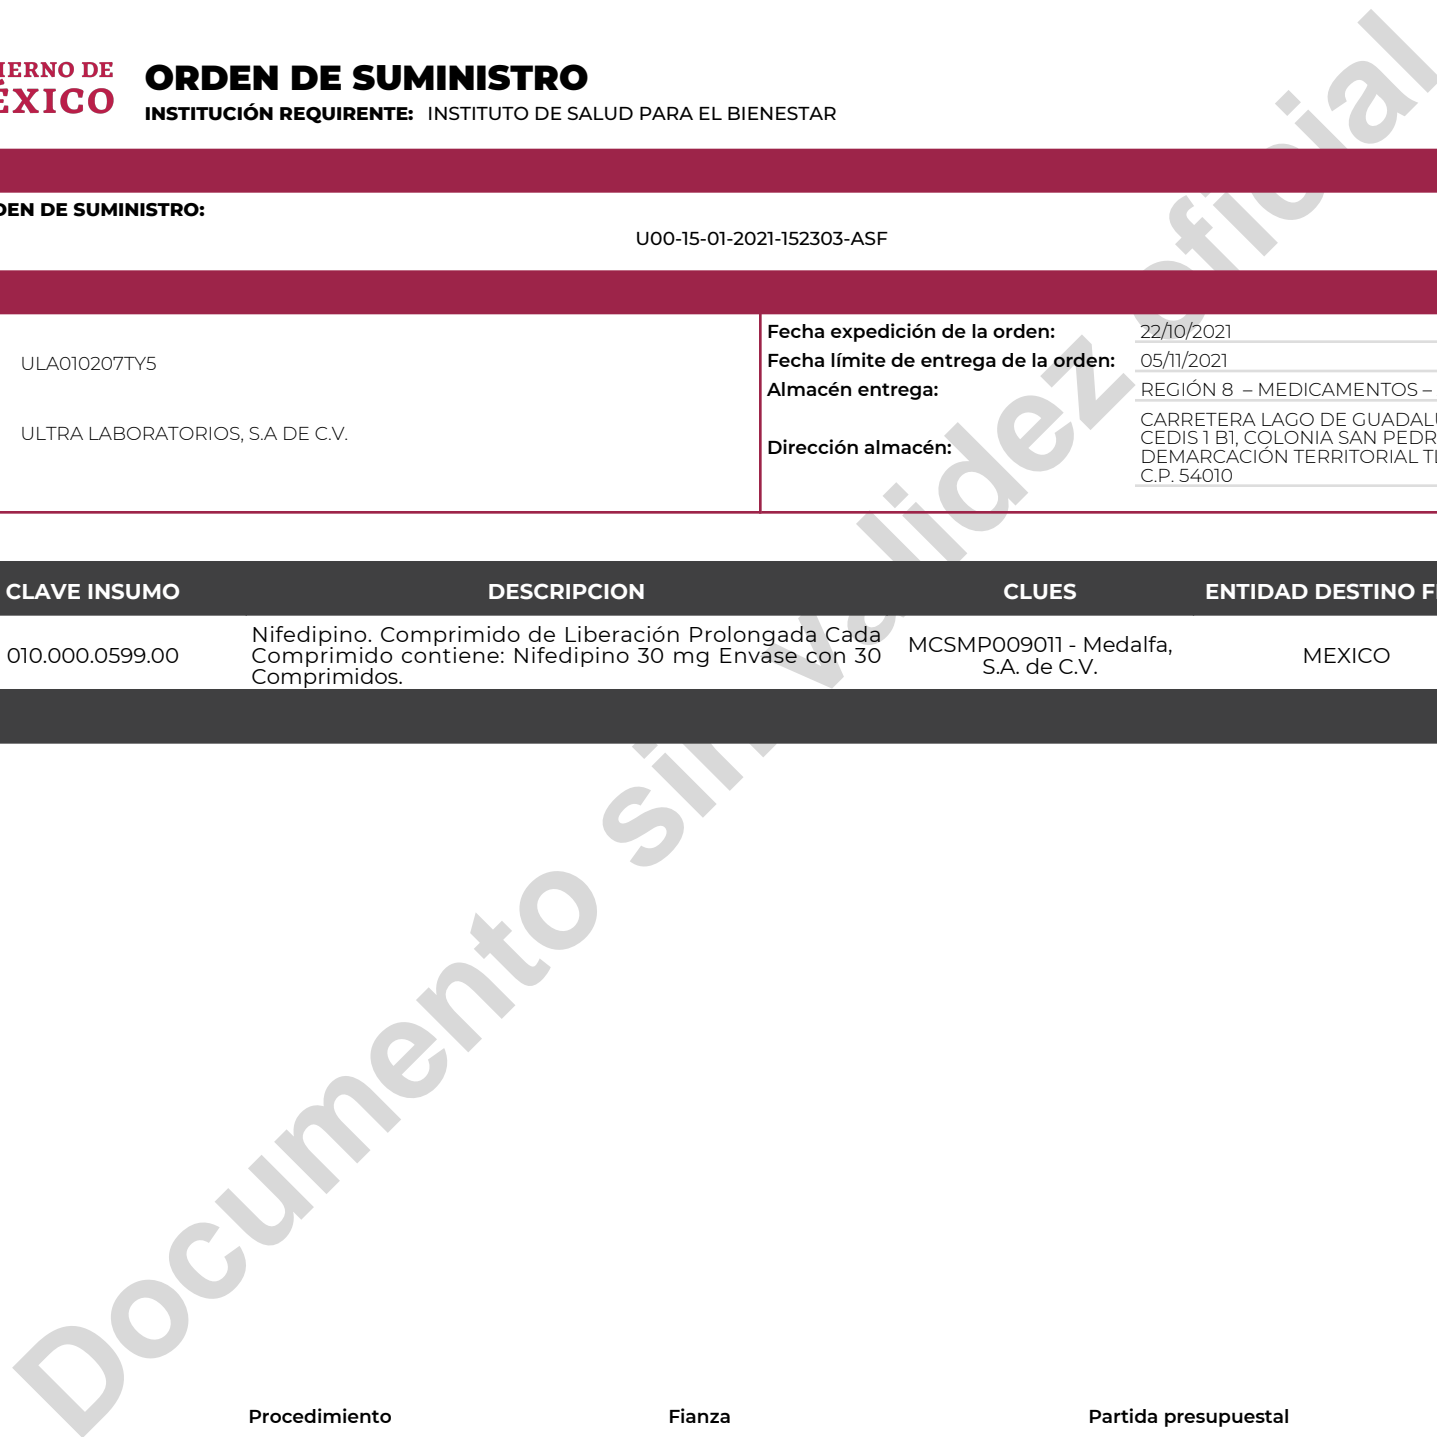 IERNO DE
ÉXICO
ORDEN DE SUMINISTRO
INSTITUCIÓN REQUIRENTE: INSTITUTO DE SALUD PARA EL BIENESTAR
DEN DE SUMINISTRO:
U00-15-01-2021-152303-ASF
ULA010207TY5
ULTRA LABORATORIOS, S.A DE C.V.
Fecha expedición de la orden: 22/10/2021
Fecha límite de entrega de la orden: 05/11/2021
Almacén entrega: REGIÓN 8 – MEDICAMENTOS –
Dirección almacén:
CARRETERA LAGO DE GUADALU
CEDIS 1 B1, COLONIA SAN PEDR
DEMARCACIÓN TERRITORIAL
C.P. 54010
CLAVE INSUMO DESCRIPCION CLUES ENTIDAD DESTINO
010.000.0599.00
Nifedipino. Comprimido de Liberación Prolongada Cada
Comprimido contiene: Nifedipino 30 mg Envase con 30
Comprimidos.
MCSMP009011 - Medalfa,
S.A. de C.V.
MEXICO
Documento sin validez oficial
Procedimiento Fianza Partida presupuestal